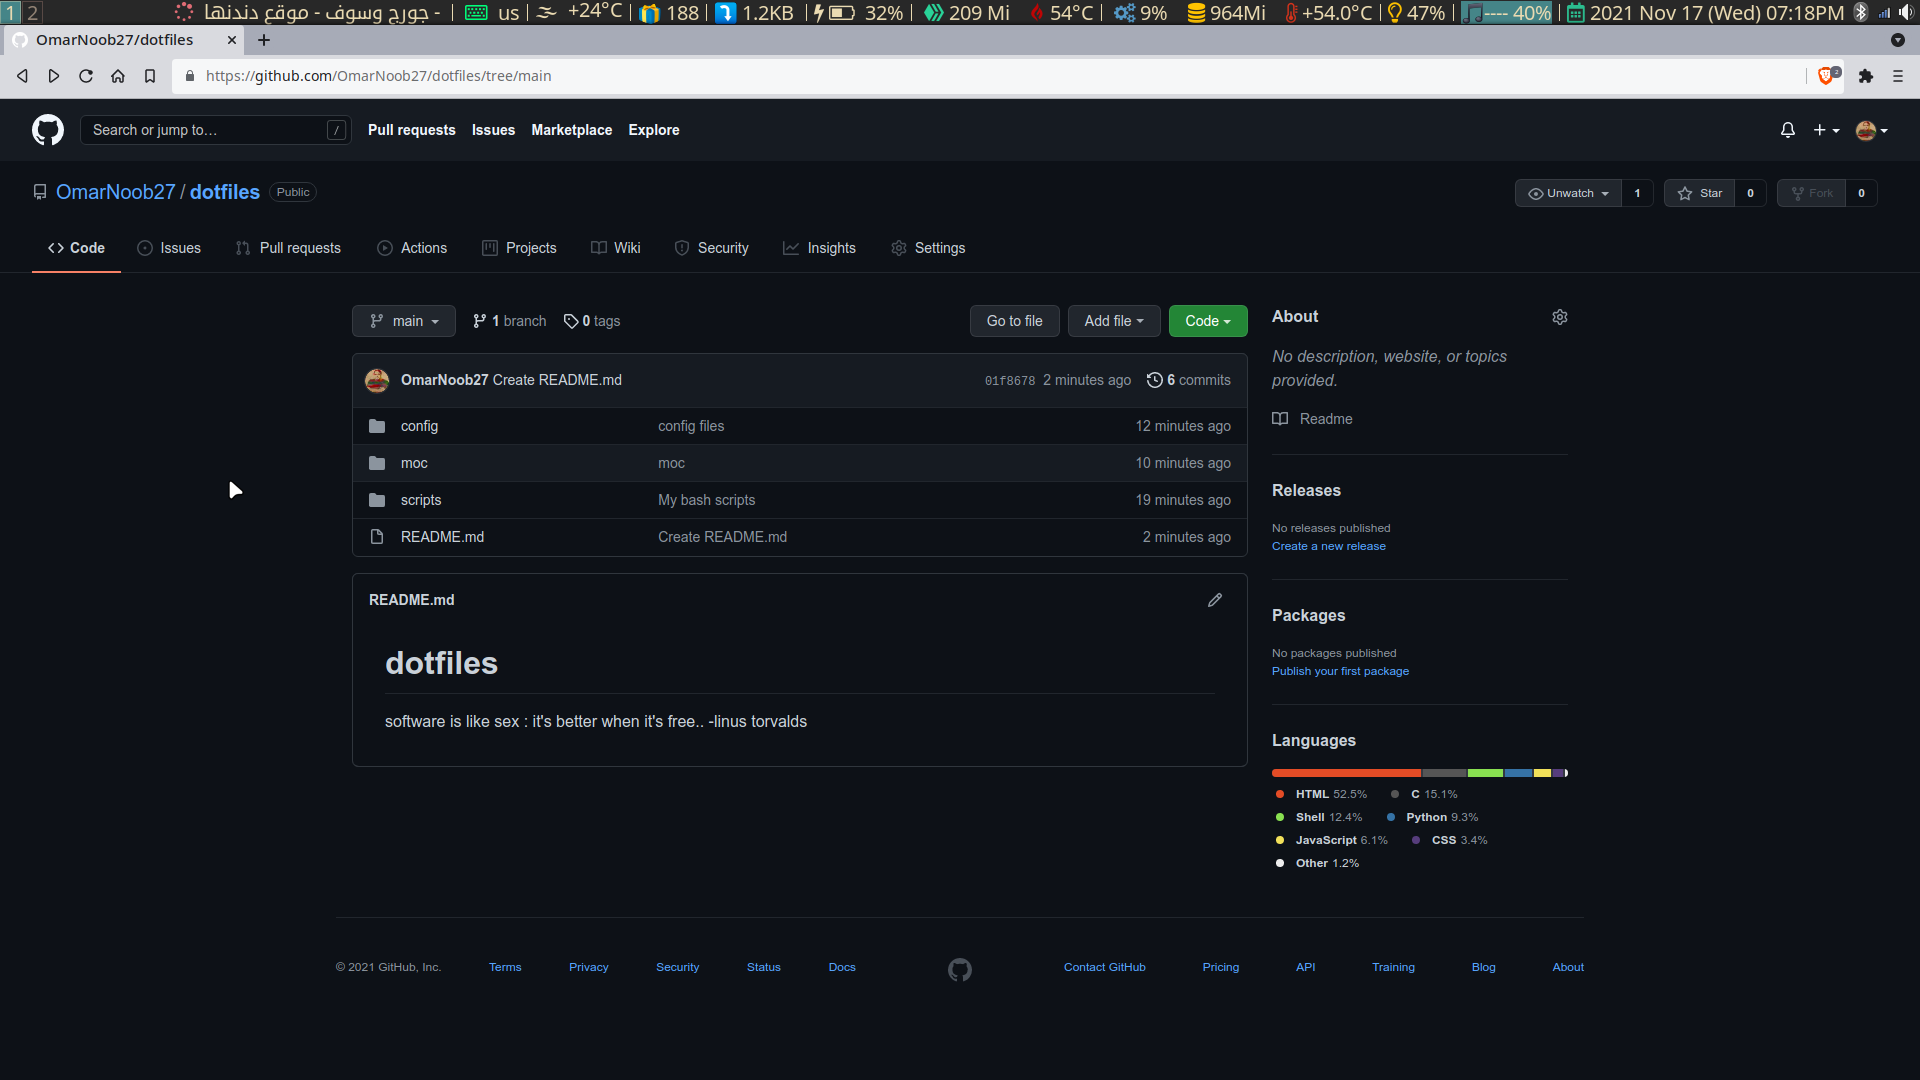 1 2 جورج وسوف - موقع دندنها - | us | +24°C | 188 | 1.2KB | 32% | 209 Mi 54°C | 9% 964Mi +54.0°C | 47% | ---- 40% | 2021 Nov 17 (Wed) 07:18PM
OmarNoob27/dotfiles
https://github.com/OmarNoob27/dotfiles/tree/main 2
Search or jump to… / Pull requests Issues Marketplace Explore
OmarNoob27 / dotfiles Public Unwatch 1 Star 0 Fork 0
Code Issues Pull requests Actions Projects Wiki Security Insights Settings
main 1 branch 0 tags Go to file Add file Code
OmarNoob27 Create README.md 01f8678 2 minutes ago 6 commits
config config files 12 minutes ago
moc moc 10 minutes ago
scripts My bash scripts 19 minutes ago
README.md Create README.md 2 minutes ago
README.md
dotfiles
software is like sex : it's better when it's free.. -linus torvalds
About
No description, website, or topics
provided.
Readme
Releases
No releases published
Create a new release
Packages
No packages published
Publish your first package
Languages
HTML 52.5% C 15.1%
Shell 12.4% Python 9.3%
JavaScript 6.1% CSS 3.4%
Other 1.2%
© 2021 GitHub, Inc. Terms Privacy Security Status Docs Contact GitHub Pricing API Training Blog About